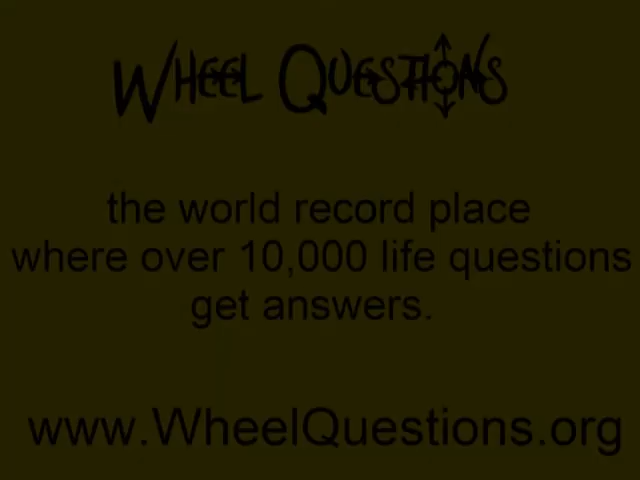 Wheel Questions
the world record place
where over 10,000 life questions
get answers.
www.WheelQuestions.org